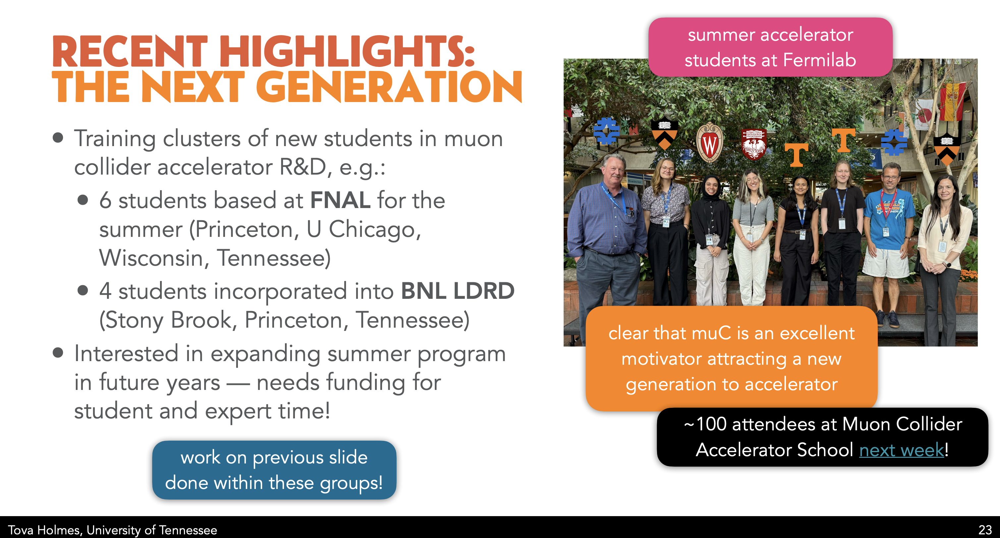 RECENT HIGHLIGHTS:
THE NEXT GENERATION
• Training clusters of new students in muon
collider accelerator R&D, e.g.:
• 6 students based at FNAL for the
summer (Princeton, U Chicago,
Wisconsin, Tennessee)
• 4 students incorporated into BNL LDRD
(Stony Brook, Princeton, Tennessee)
• Interested in expanding summer program
in future years — needs funding for
student and expert time!
work on previous slide
done within these groups!
summer accelerator
students at Fermilab
W
T
T
clear that muC is an excellent
motivator attracting a new
generation to accelerator
~100 attendees at Muon Collider
Accelerator School next week!
Tova Holmes, University of Tennessee
23